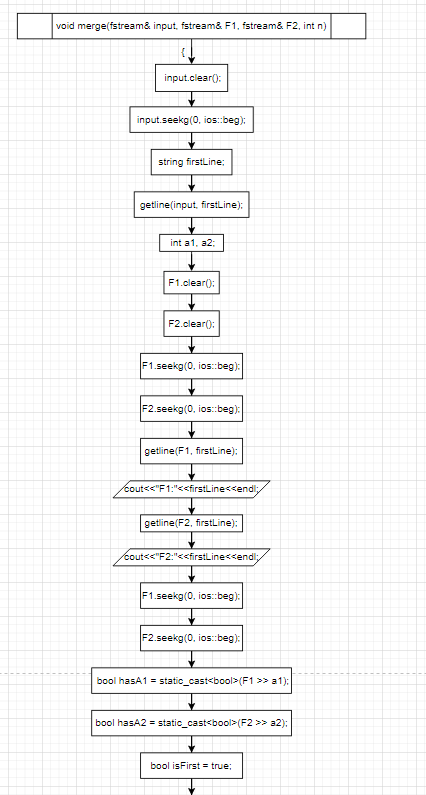 void merge(fstream& input, fstream& F1, fstream& F2, int n)
{
input.clear();
input.seekg(0, ios::beg);
string firstLine;
getline(input, firstLine);
int a1, a2;
F1.clear();
F2.clear();
F1.seekg(0, ios::beg);
F2.seekg(0, ios::beg);
getline(F1, firstLine);
cout<<"F1:"<<firstLine<<endl;
getline(F2, firstLine);
cout<<"F2:"<<firstLine<<endl;
F1.seekg(0, ios::beg);
F2.seekg(0, ios::beg);
bool hasA1 = static_cast<bool>(F1 >> a1);
bool hasA2 = static_cast<bool>(F2 >> a2);
bool isFirst = true;